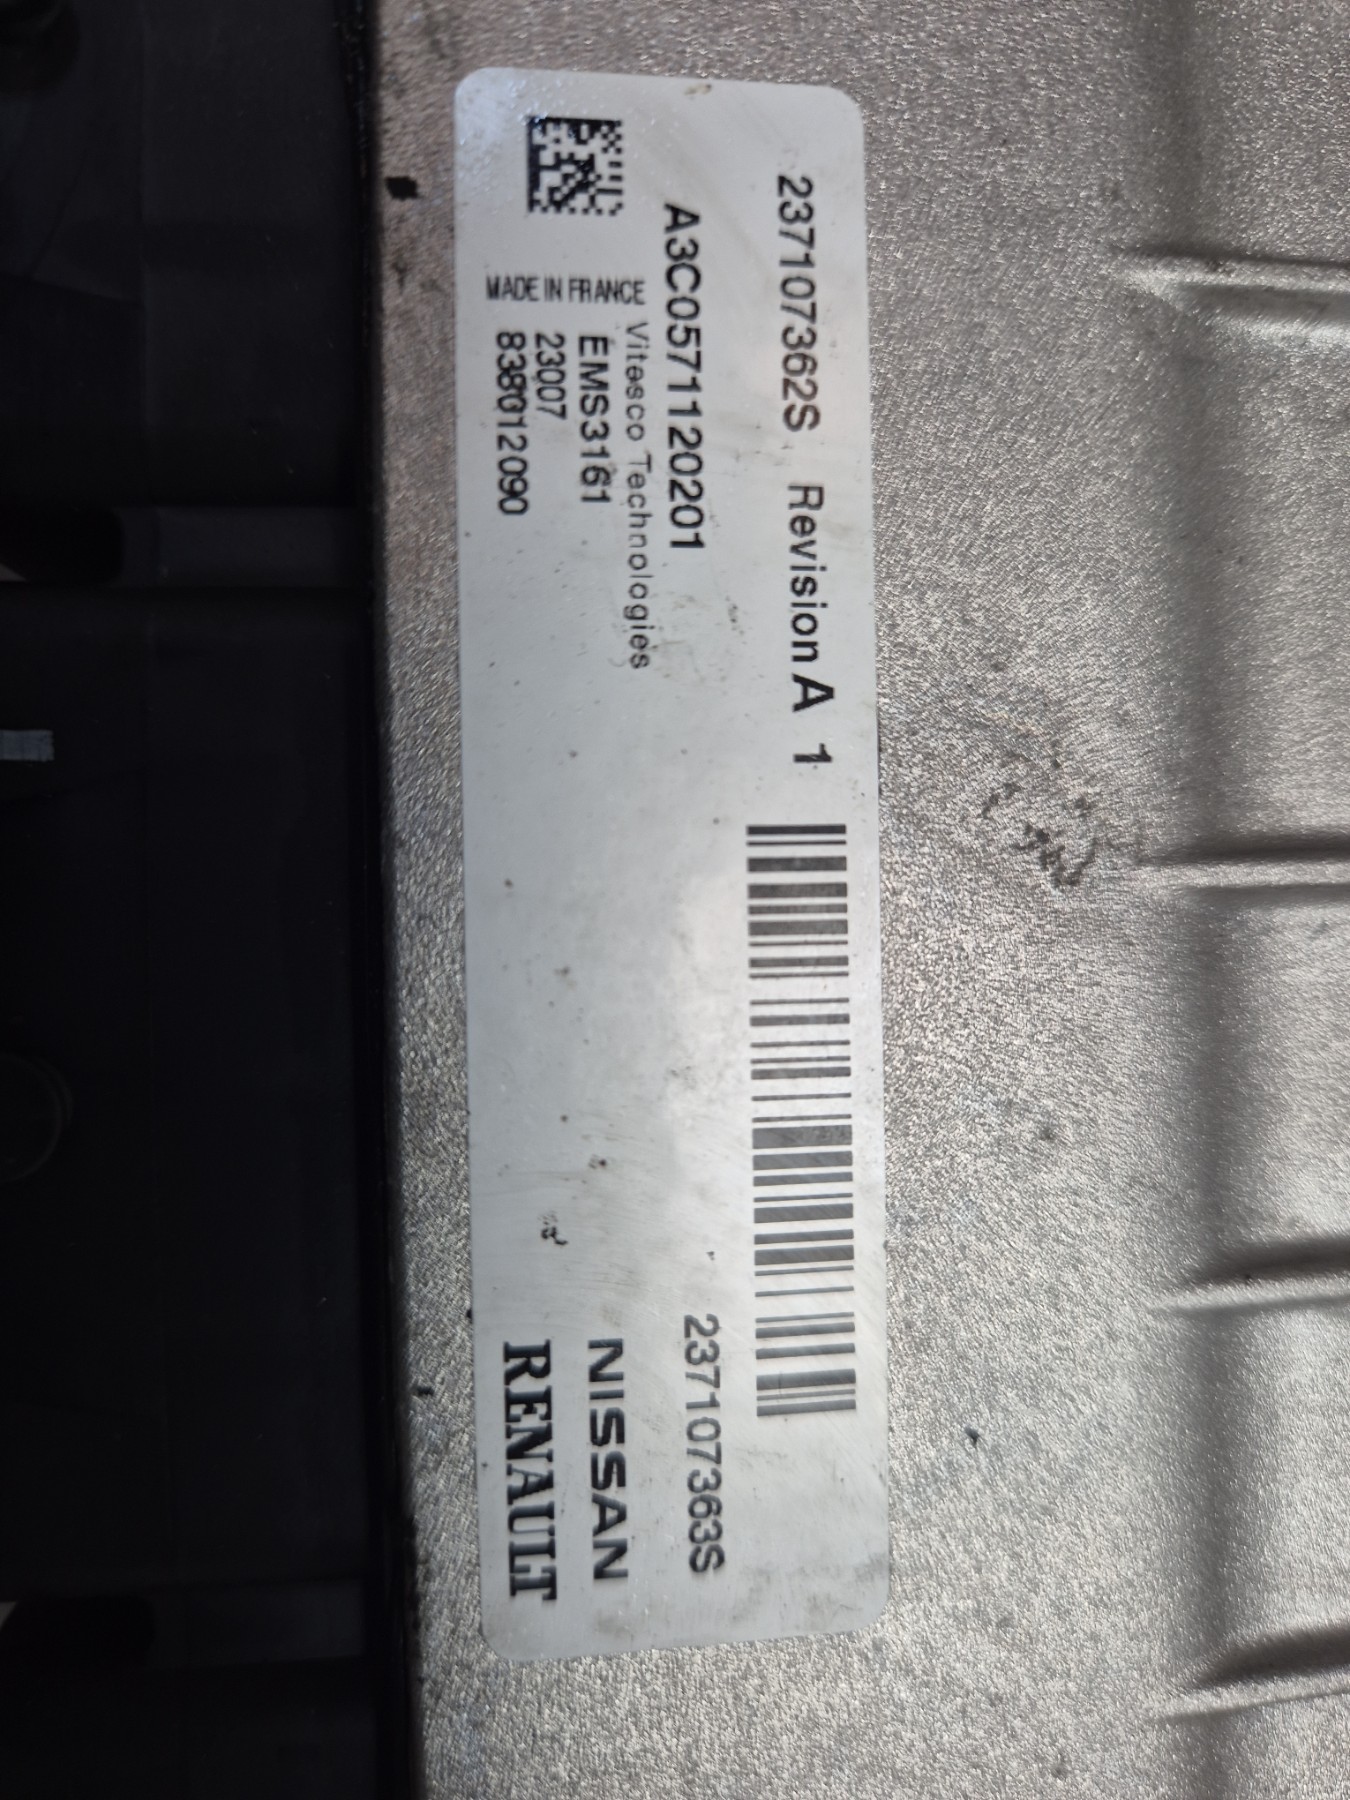 237107362S Revision A 1
A3C0571120201
Vitesco Technologies
EMS3161
23007
838012090
MADE IN FRANCE
237107363S
NISSAN
RENAULT